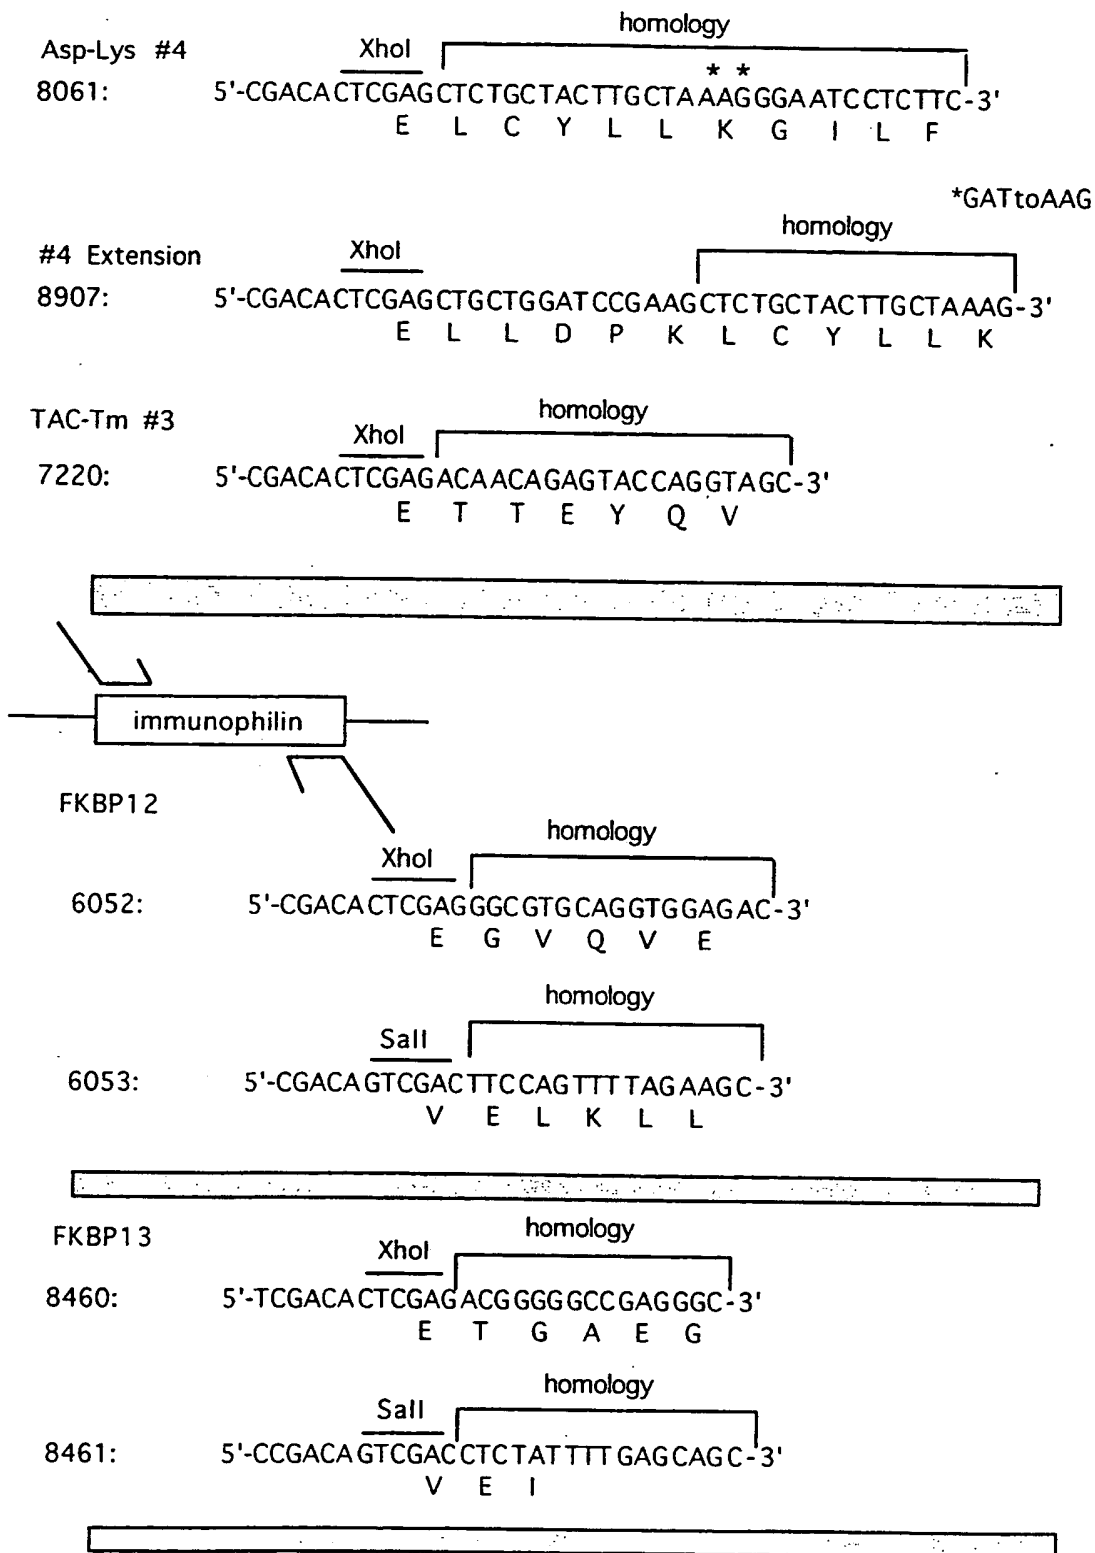 homology
Asp-Lys #4 XhoI * *
8061: 5'-CGACACTCGAGCTCTGCTACTTGCTAAAGGGAATCCTCTTC-3'
E L C Y L L K G I L F
*GATtoAAG
homology
#4 Extension XhoI
8907: 5'-CGACACTCGAGCTGCTGGATCCGAAGCTCTGCTACTTGCTAAAG-3'
E L L D P K L C Y L L K
homology
TAC-Tm #3 XhoI
7220: 5'-CGACACTCGAGACAACAGAGTACCAGGTAGC-3'
E T T E Y Q V
immunophilin
FKBP12
homology
XhoI
6052: 5'-CGACACTCGAGGGCGTGCAGGTGGAGAC-3'
E G V Q V E
homology
SalI
6053: 5'-CGACAGTCGACTTCCAGTTTTAGAAGC-3'
V E L K L L
FKBP13
homology
XhoI
8460: 5'-TCGACACTCGAGACGGGGGCCGAGGGC-3'
E T G A E G
homology
SalI
8461: 5'-CCGACAGTCGACCTCTATTTTGAGCAGC-3'
V E I